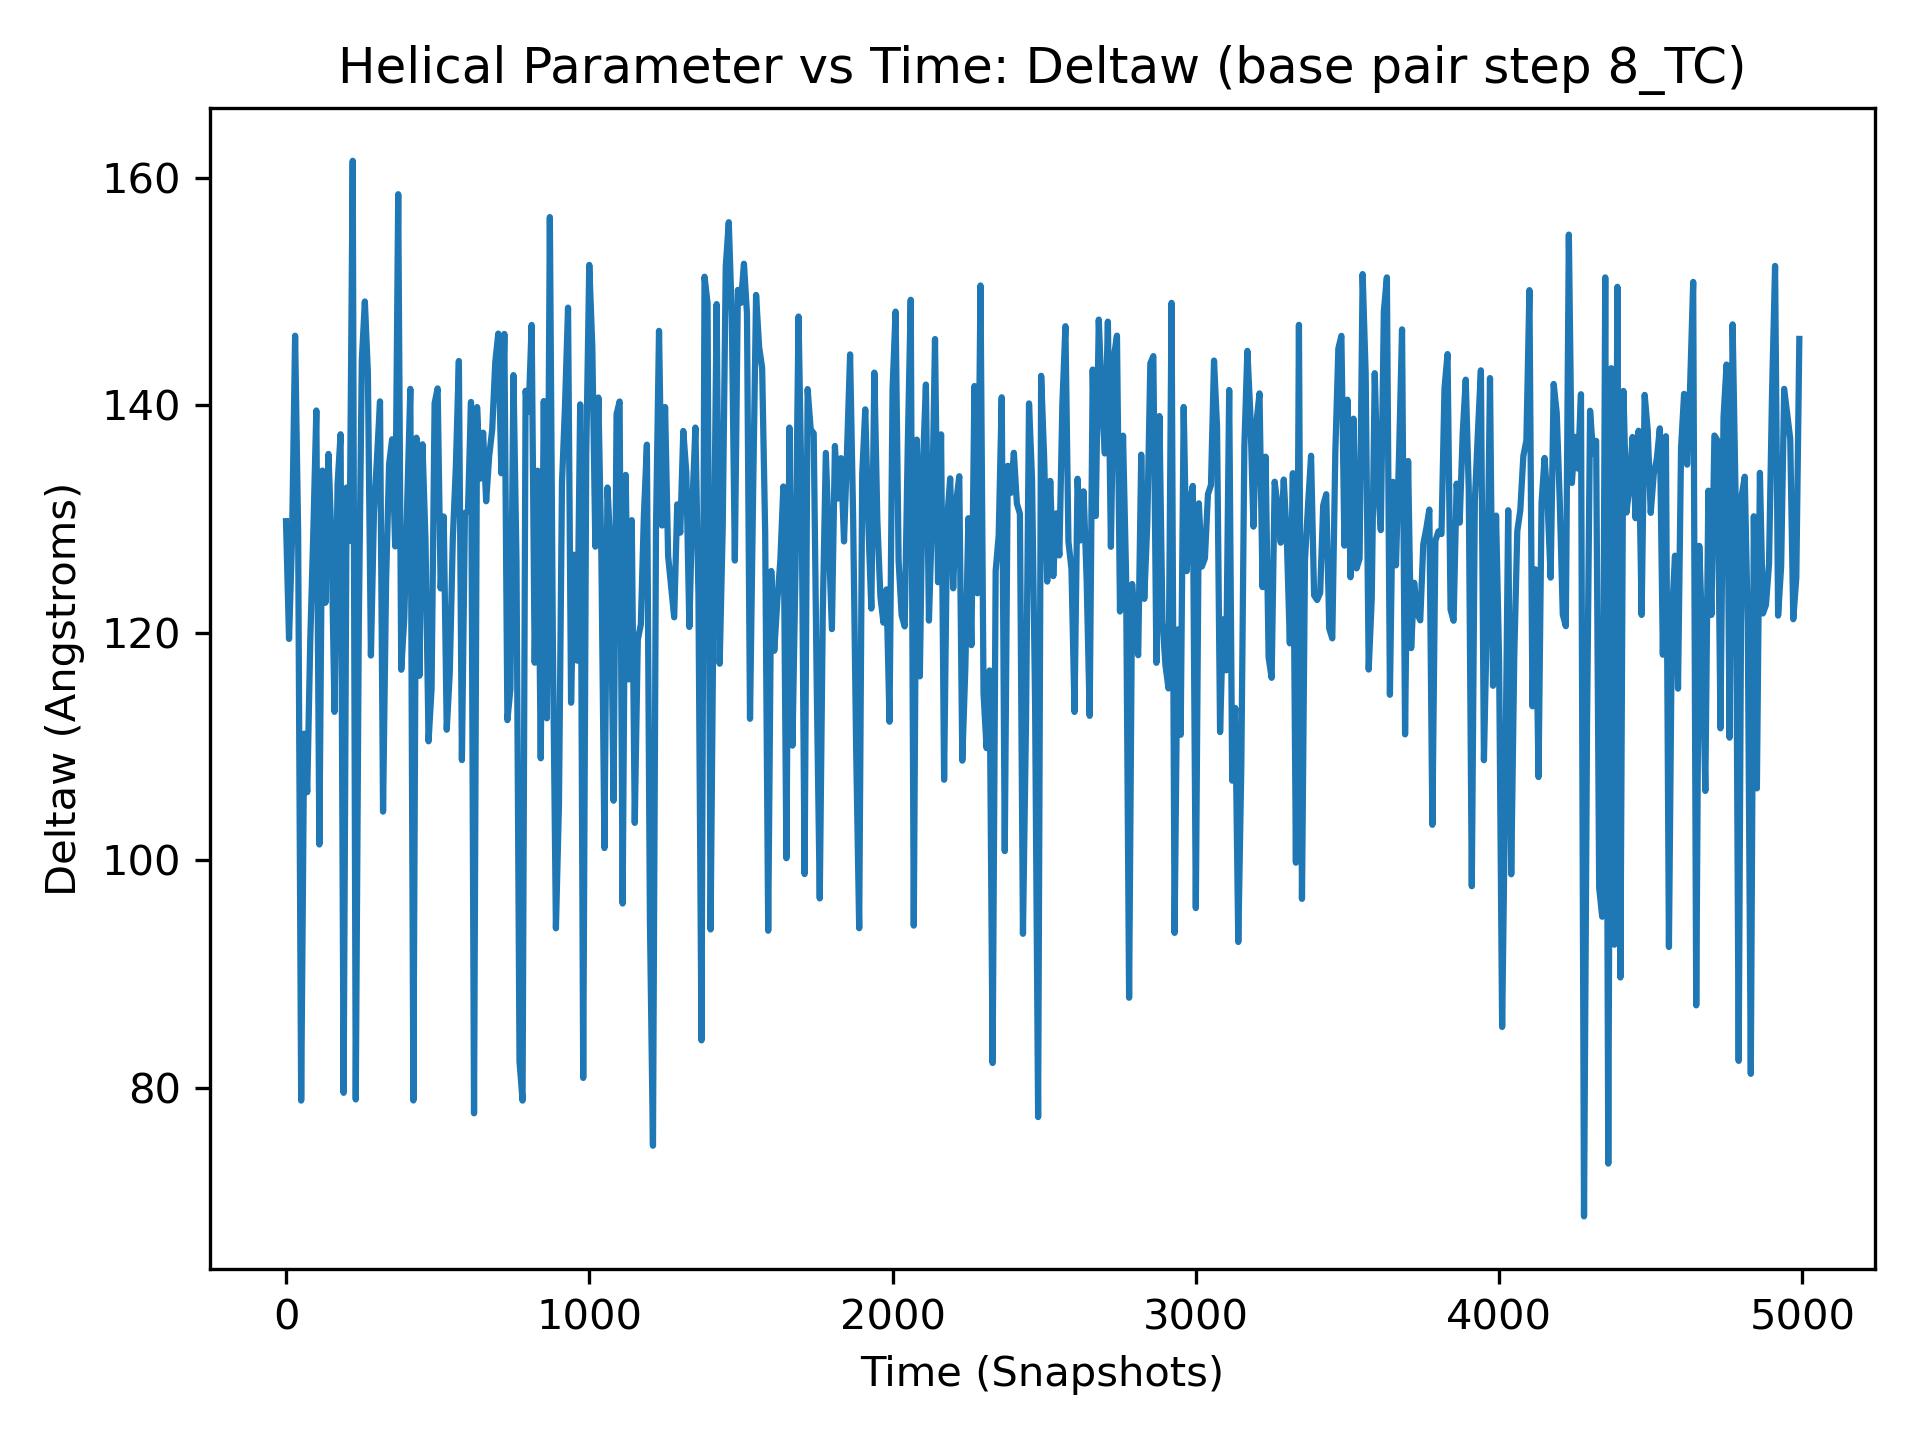 Helical Parameter vs Time: Deltaw (base pair step 8_TC)
160
140
120
100
80
Deltaw (Angstroms)
0 1000 2000 3000 4000 5000
Time (Snapshots)